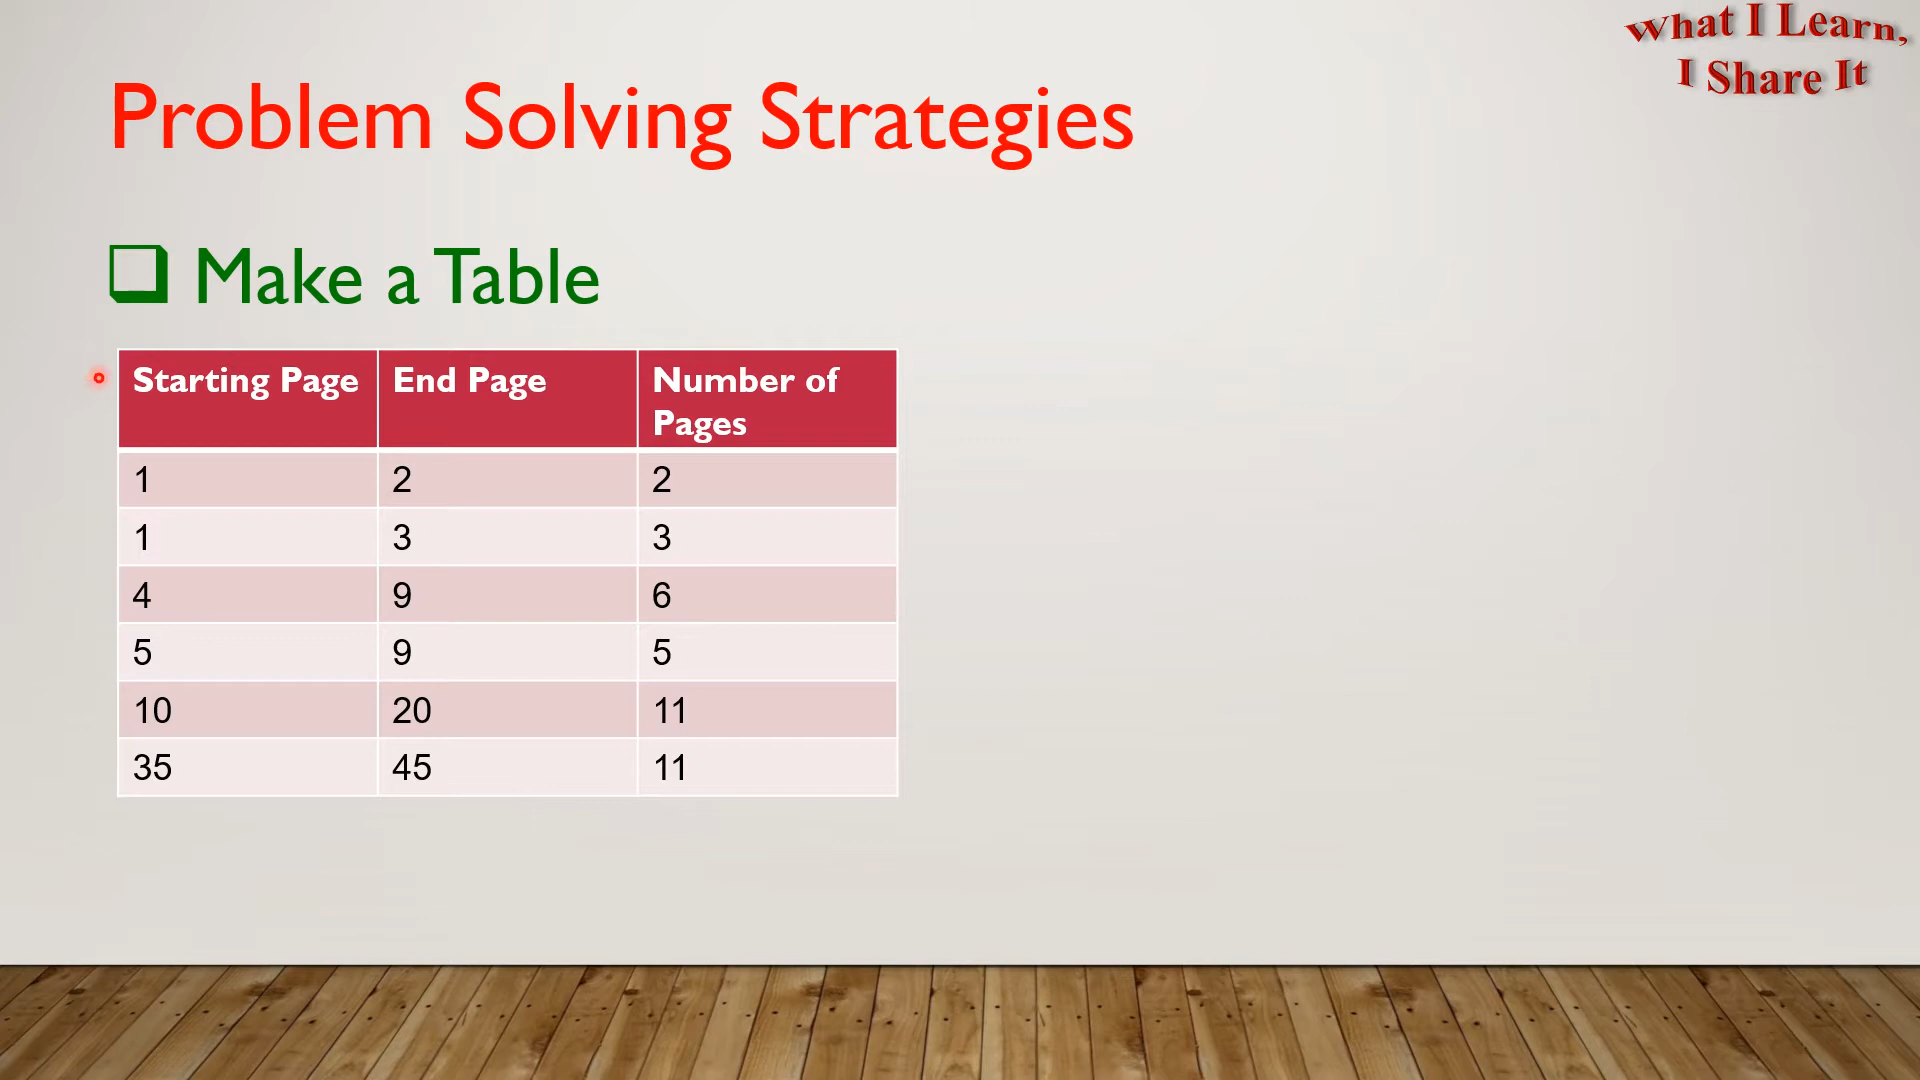 What I Learn,
I Share It
Problem Solving Strategies
Make a Table
Starting Page End Page Number of
Pages
1 2 2
1 3 3
4 9 6
5 9 5
10 20 11
35 45 11